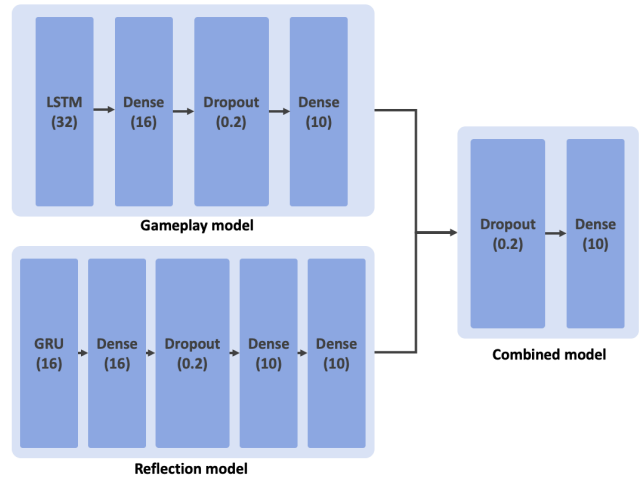 LSTM
(32)
Dense
(16)
Dropout
(0.2)
Dense
(10)
Gameplay model
GRU
(16)
Dense
(16)
Dropout
(0.2)
Dense
(10)
Dense
(10)
Reflection model
Dropout
(0.2)
Dense
(10)
Combined model